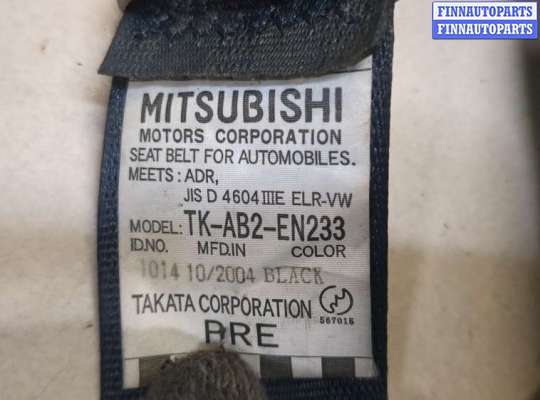 FINNAUTOPARTS
FINNAUTOPARTS
MITSUBISHI
MOTORS CORPORATION
SEAT BELT FOR AUTOMOBILES.
MEETS : ADR,
JIS D 4604 IIIE ELR-VW
MODEL: TK-AB2-EN233
ID.NO. MFD.IN COLOR
1014 10/2004 BLACK
TAKATA CORPORATION
567015
PRE